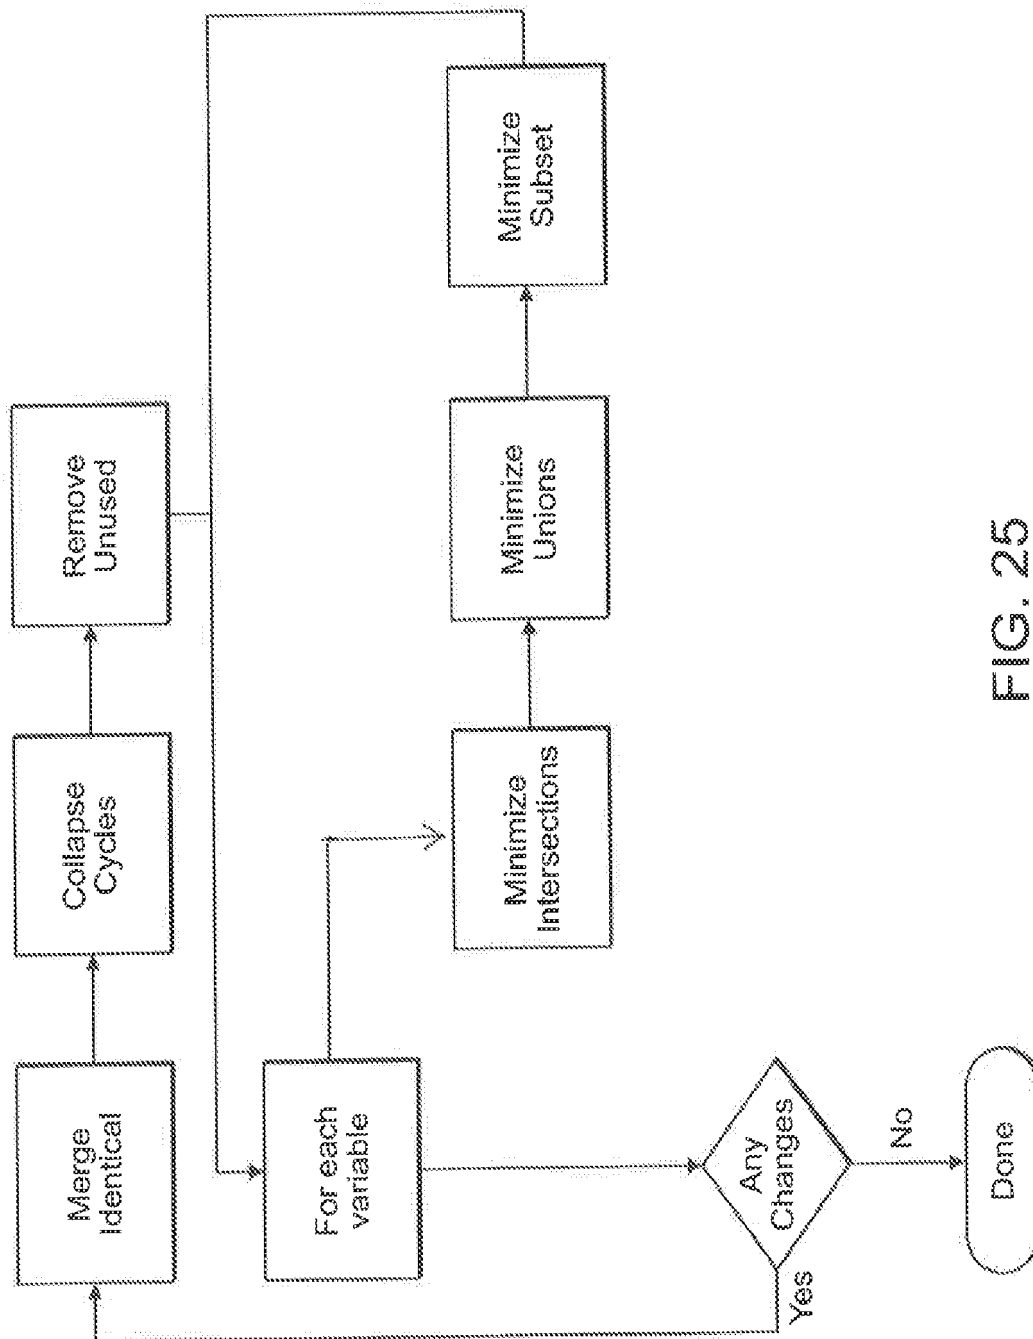 Merge
Identical
Collapse
Cycles
Remove
Unused
For each
variable
Minimize
Intersections
Minimize
Unions
Minimize
Subset
Any
Changes
Yes
No
Done
FIG. 25